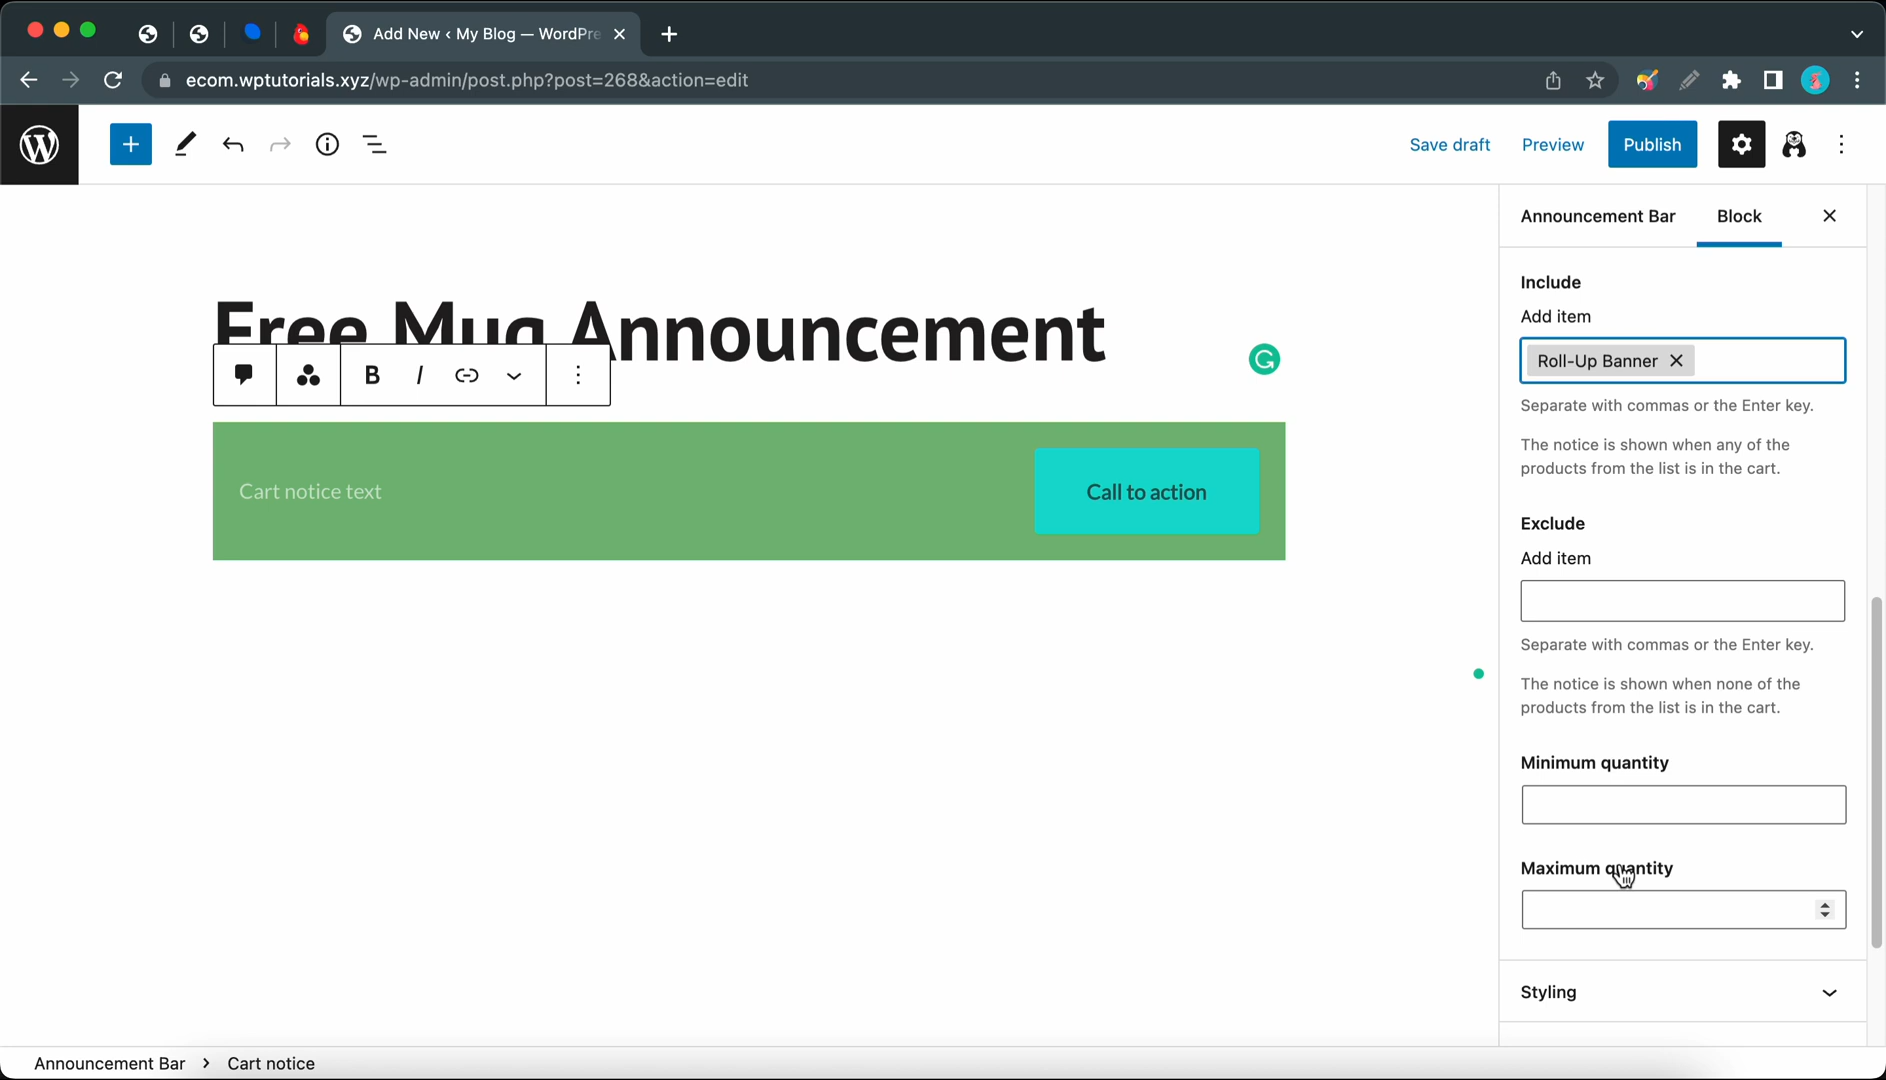 Add New ‹ My Blog — WordPre
ecom.wptutorials.xyz/wp-admin/post.php?post=268&action=edit
Save draft
Preview
Publish
Announcement Bar
Block
Free Mug Announcement
B I
Cart notice text
Call to action
Include
Add item
Roll-Up Banner
Separate with commas or the Enter key.
The notice is shown when any of the
products from the list is in the cart.
Exclude
Add item
Separate with commas or the Enter key.
The notice is shown when none of the
products from the list is in the cart.
Minimum quantity
Maximum quantity
Styling
Announcement Bar › Cart notice